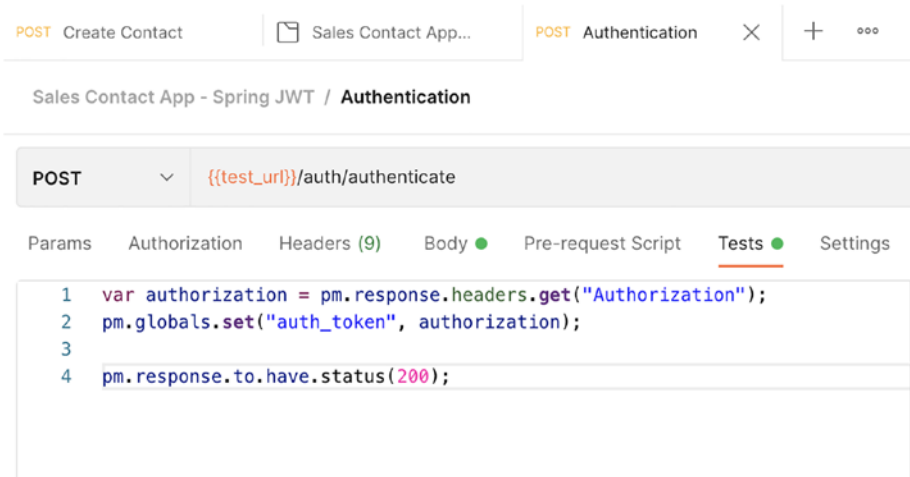 POST Create Contact Sales Contact App... POST Authentication
Sales Contact App - Spring JWT / Authentication
POST {{test_url}}/auth/authenticate
Params Authorization Headers (9) Body Pre-request Script Tests Settings
1 var authorization = pm.response.headers.get("Authorization");
2 pm.globals.set("auth_token", authorization);
3
4 pm.response.to.have.status(200);